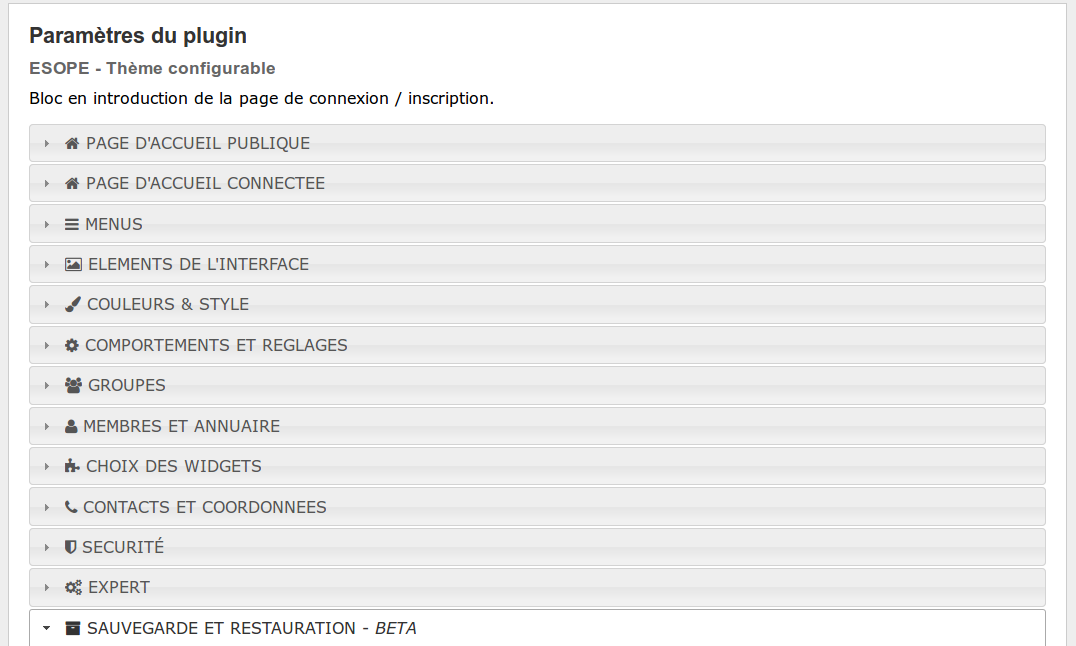 Paramètres du plugin
ESOPE - Thème configurable
Bloc en introduction de la page de connexion / inscription.
PAGE D'ACCUEIL PUBLIQUE
PAGE D'ACCUEIL CONNECTEE
MENUS
ELEMENTS DE L'INTERFACE
COULEURS & STYLE
COMPORTEMENTS ET REGLAGES
GROUPES
MEMBRES ET ANNUAIRE
CHOIX DES WIDGETS
CONTACTS ET COORDONNEES
SECURITÉ
EXPERT
SAUVEGARDE ET RESTAURATION - BETA